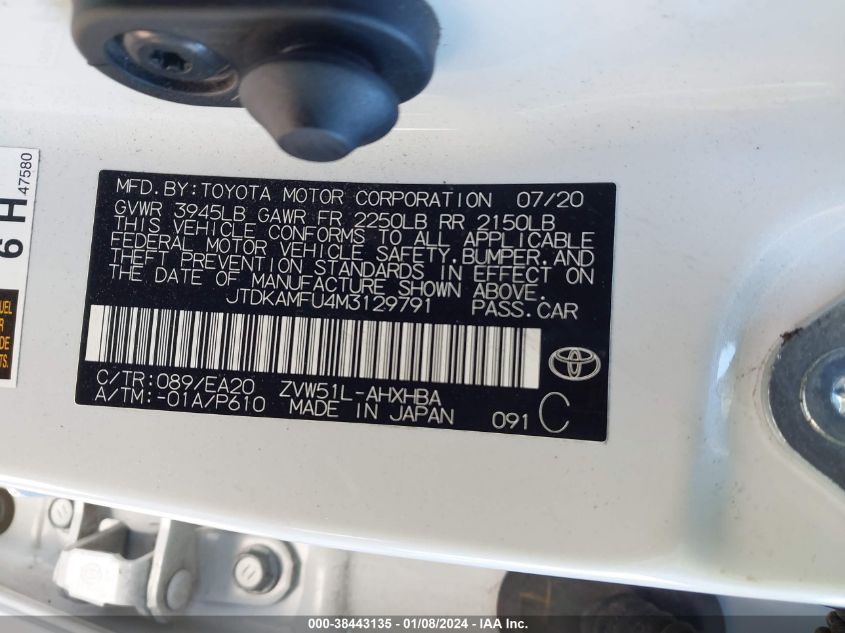 MFD. BY: TOYOTA MOTOR CORPORATION 07/20
GVWR 3945LB GAWR FR 2250LB RR 2150LB
THIS VEHICLE CONFORMS TO ALL APPLICABLE
FEDERAL MOTOR VEHICLE SAFETY, BUMPER, AND
THEFT PREVENTION STANDARDS IN EFFECT ON
THE DATE OF MANUFACTURE SHOWN ABOVE.
JTDKAMFU4M3129791 PASS.CAR
C/TR: 089/EA20 ZVW51L-AHXHBA
A/TM: -01A/P610 MADE IN JAPAN 091 C
47580
6 H
UEL
R
DE
TS.
000-38443135 - 01/08/2024 - IAA Inc.